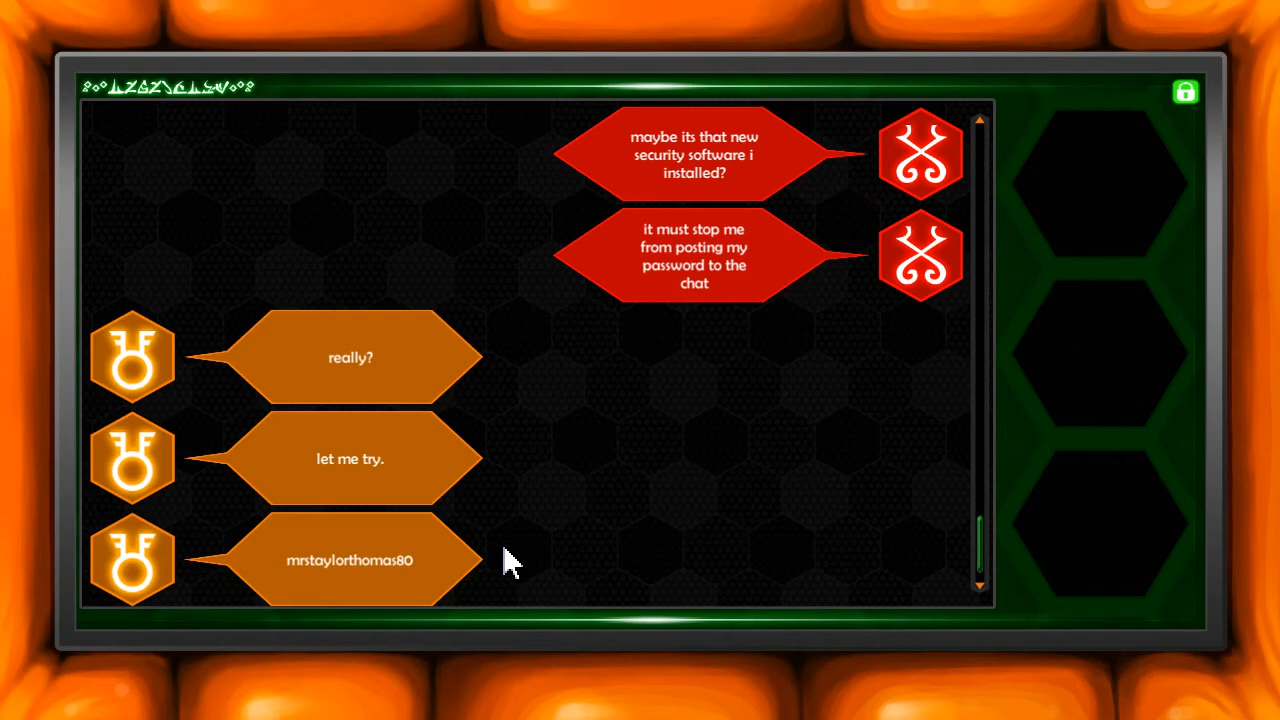 maybe its that new
security software i
installed?
it must stop me
from posting my
password to the
chat
really?
let me try.
mrstaylorthomas80